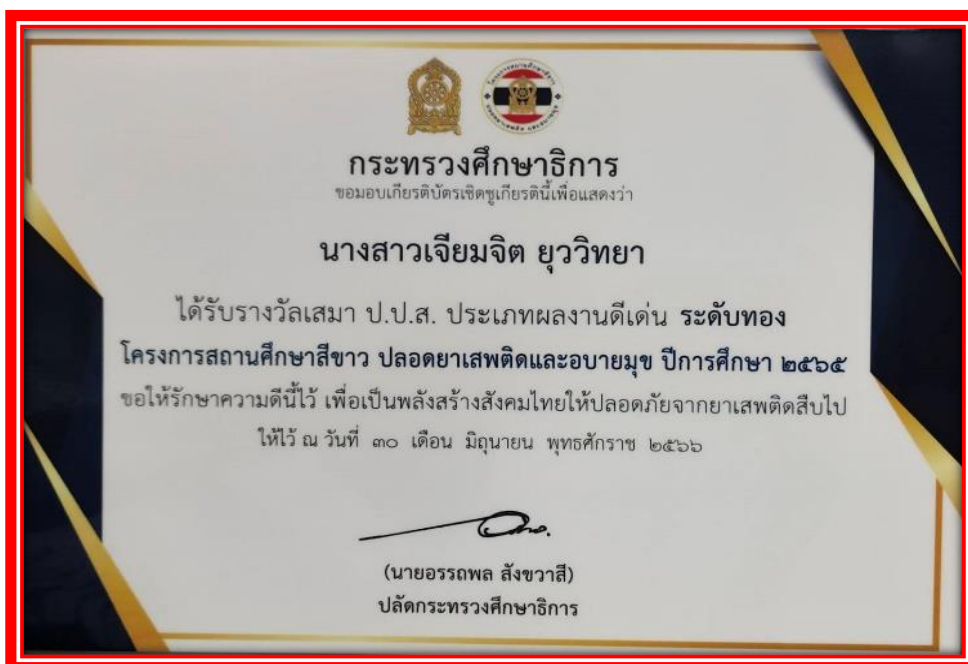 กระทรวงศึกษาธิการ
ขอมอบเกียรติบัตรเชิดชูเกียรตินี้เพื่อแสดงว่า
นางสาวเจียมจิต ยุววิทยา
ได้รับรางวัลเสมา ป.ป.ส. ประเภทผลงานดีเด่น ระดับทอง
โครงการสถานศึกษาสีขาว ปลอดยาเสพติดและอบายมุข ปีการศึกษา ๒๕๖๕
ขอให้รักษาความดีนี้ไว้ เพื่อเป็นพลังสร้างสังคมไทยให้ปลอดภัยจากยาเสพติดสืบไป
ให้ไว้ ณ วันที่ ๓๐ เดือน มิถุนายน พุทธศักราช ๒๕๖๖
(นายอรรถพล สังขวาสี)
ปลัดกระทรวงศึกษาธิการ